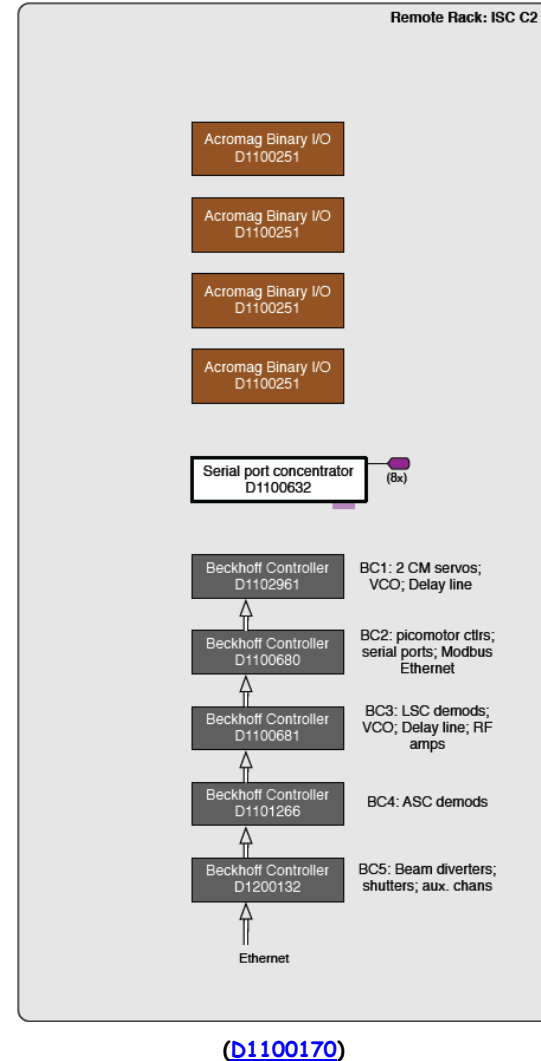 Remote Rack: ISC C2
Acromag Binary I/O
D1100251
Acromag Binary I/O
D1100251
Acromag Binary I/O
D1100251
Acromag Binary I/O
D1100251
Serial port concentrator
D1100632
(8x)
Beckhoff Controller
D1102961
BC1: 2 CM servos;
VCO; Delay line
Beckhoff Controller
D1100680
BC2: picomotor ctlrs;
serial ports; Modbus
Ethernet
Beckhoff Controller
D1100681
BC3: LSC demods;
VCO; Delay line; RF
amps
Beckhoff Controller
D1101266
BC4: ASC demods
Beckhoff Controller
D1200132
BC5: Beam diverters;
shutters; aux. chans
Ethernet
(D1100170)